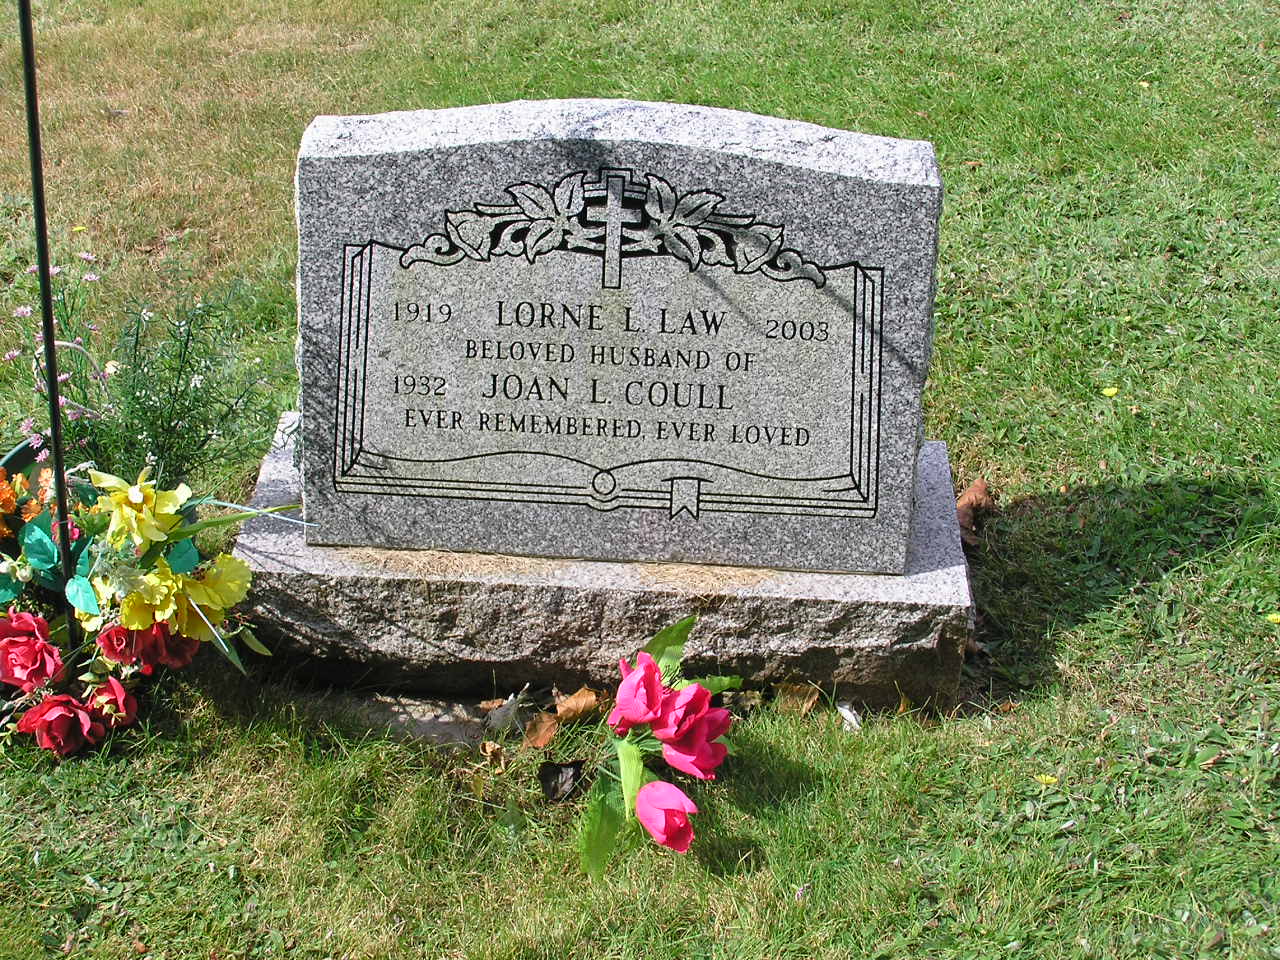 1919 LORNE L. LAW 2003
BELOVED HUSBAND OF
1932 JOAN L. COULL
EVER REMEMBERED, EVER LOVED